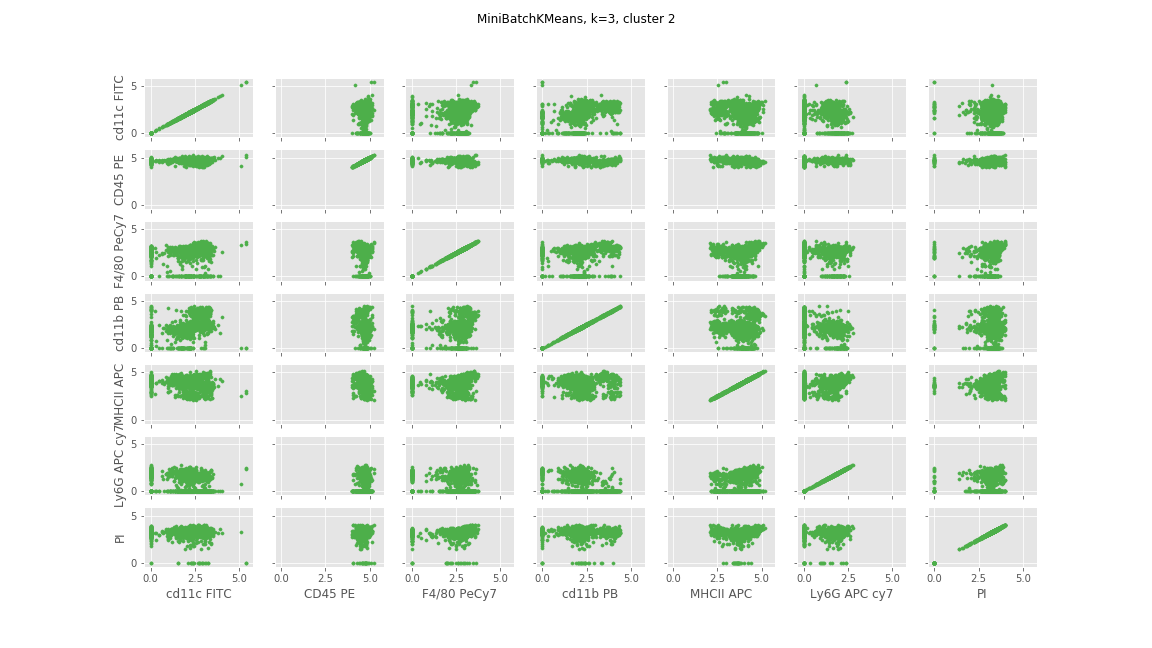 MiniBatchKMeans, k=3, cluster 2
cd11c FITC
5
0
CD45 PE
5
0
F4/80 PeCy7
5
0
cd11b PB
5
0
MHCII APC
5
0
Ly6G APC cy7
5
0
PI
5
0
0.0 2.5 5.0 0.0 2.5 5.0 0.0 2.5 5.0 0.0 2.5 5.0 0.0 2.5 5.0 0.0 2.5 5.0 0.0 2.5 5.0
cd11c FITC CD45 PE F4/80 PeCy7 cd11b PB MHCII APC Ly6G APC cy7 PI